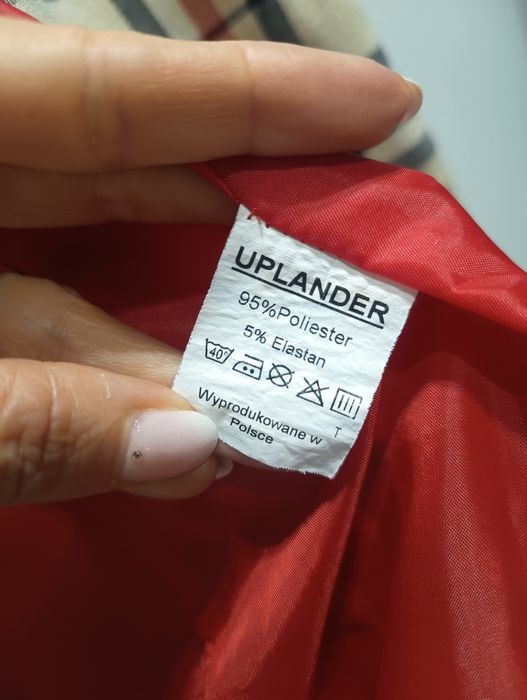 UPLANDER
95%Poliester
5% Elastan
40°
Wyprodukowane w
Polsce
T